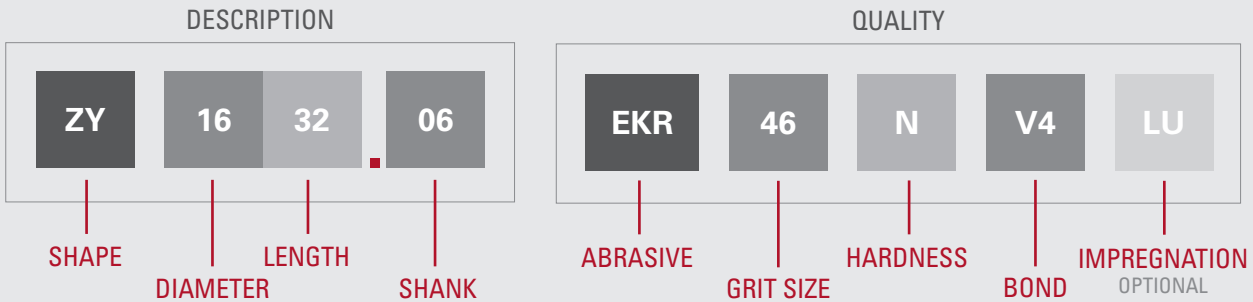 DESCRIPTION
ZY 16 32 . 06
SHAPE
DIAMETER
LENGTH
SHANK
QUALITY
EKR 46 N V4 LU
ABRASIVE
GRIT SIZE
HARDNESS
BOND
IMPREGNATION
OPTIONAL